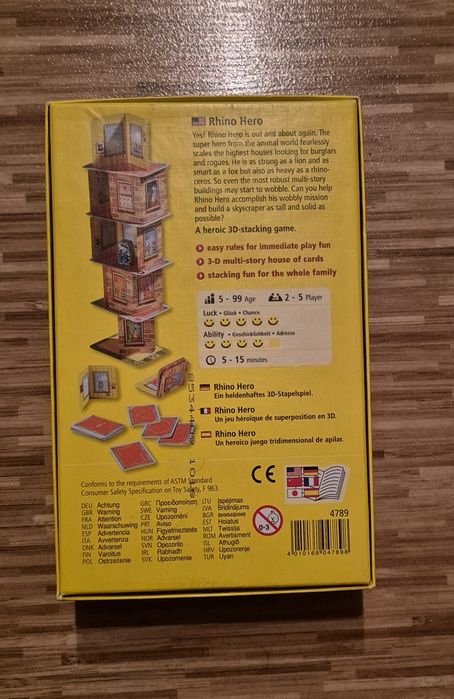 Rhino Hero
Yes! Rhino Hero is out and about again. The
super hero from the animal world fearlessly
scales the highest houses looking for burglars
and rogues. He is as strong as a lion and as
smart as a fox but also as heavy as a rhino-
ceros. So even the most robust multi-story
buildings may start to wobble. Can you help
Rhino Hero accomplish his wobbly mission
and build a skyscraper as tall and solid as
possible?
A heroic 3D-stacking game.
easy rules for immediate play fun
3-D multi-story house of cards
stacking fun for the whole family
5 - 99 Age 2 - 5 Player
Luck • Glück • Chance
Ability • Geschicklichkeit • Adresse
5 - 15 minutes
Rhino Hero
Ein heldenhaftes 3D-Stapelspiel.
Rhino Hero
Un jeu héroïque de superposition en 3D.
Rhino Hero
Un heroico juego tridimensional de apilar.
Conforms to the requirements of ASTM Standard
Consumer Safety Specification on Toy Safety, F 963.
CE
DEU Achtung
GBR Warning
FRA Attention
NLD Waarschuwing
ESP Advertencia
ITA Avvertenza
DNK Advarsel
FIN Varoitus
POL Ostrzeżenie
GRC Προειδοποίηση
SWE Varning
CZE Upozornění
PRT Aviso
HUN Figyelmeztetés
NOR Advarsel
SVN Opozorilo
IRL Rabhadh
SVK Upozornenie
LTU Įspėjimas
LVA Brīdinājums
BGR внимание
EST Hoiatus
MLT Twissija
ROM Avertisment
ISL Athugið
HRV Upozorenje
TUR Uyarı
0-3
4789
4 010168 047898